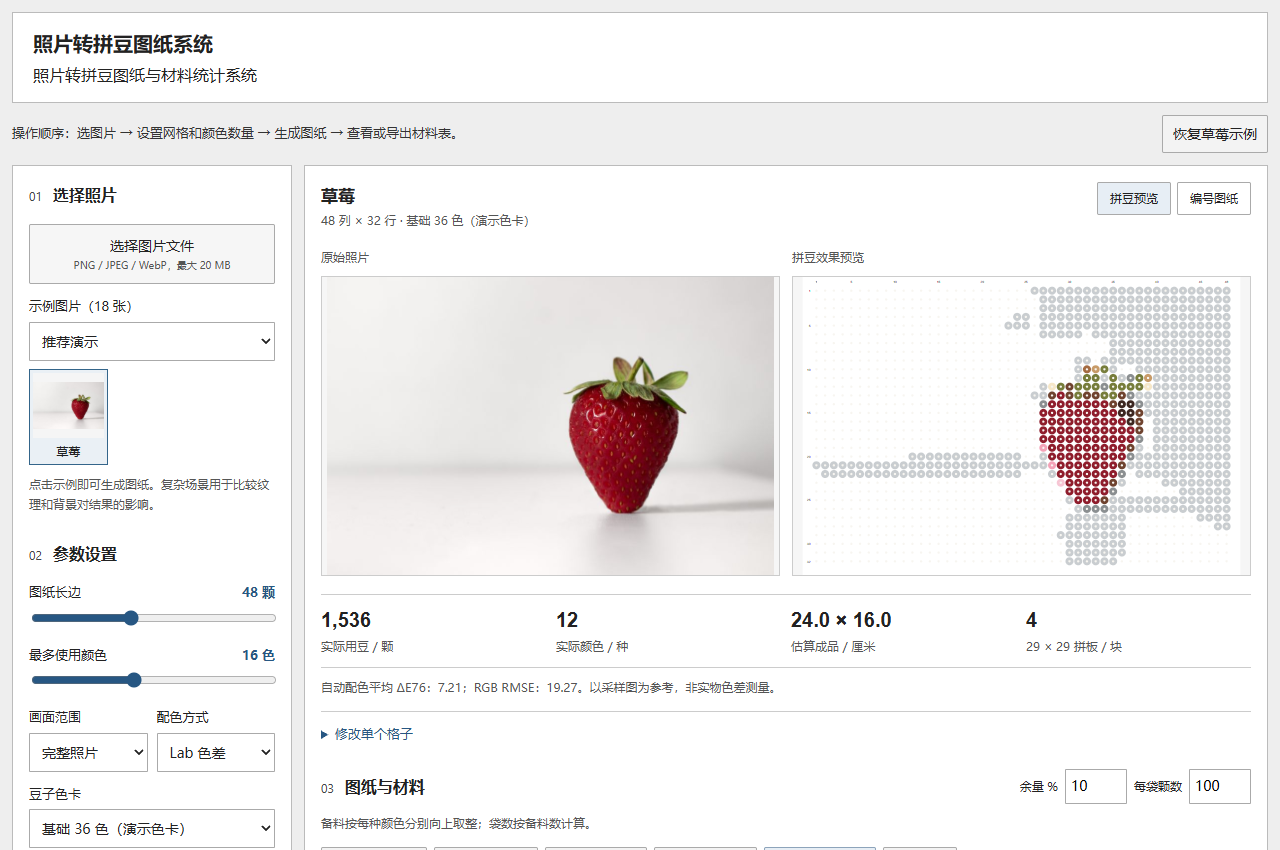 照片转拼豆图纸系统
照片转拼豆图纸与材料统计系统
操作顺序：选图片 → 设置网格和颜色数量 → 生成图纸 → 查看或导出材料表。
恢复草莓示例
01 选择照片
选择图片文件
PNG / JPEG / WebP，最大 20 MB
示例图片（18 张）
推荐演示
草莓
点击示例即可生成图纸。复杂场景用于比较纹
理和背景对结果的影响。
02 参数设置
图纸长边 48 颗
最多使用颜色 16 色
画面范围 配色方式
完整照片 Lab 色差
豆子色卡
基础 36 色（演示色卡）
草莓
48 列 × 32 行 · 基础 36 色（演示色卡）
拼豆预览 编号图纸
原始照片 拼豆效果预览
1,536 12 24.0 × 16.0 4
实际用豆 / 颗 实际颜色 / 种 估算成品 / 厘米 29 × 29 拼板 / 块
自动配色平均 ΔE76：7.21；RGB RMSE：19.27。以采样图为参考，非实物色差测量。
修改单个格子
03 图纸与材料 余量 % 10 每袋颗数 100
备料按每种颜色分别向上取整；袋数按备料数计算。